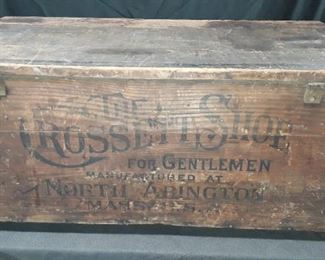 THE
CROSSETT SHOE
FOR GENTLEMEN
MANUFACTURED AT
NORTH ABINGTON
MASS. U.S.A.